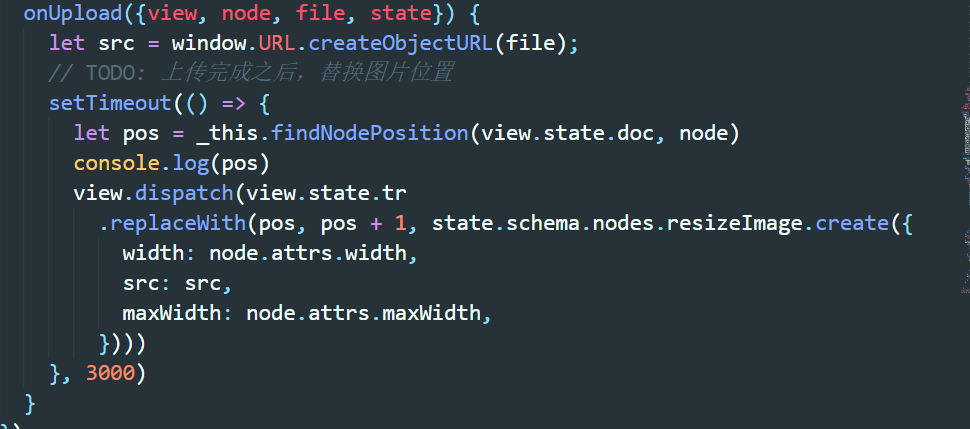 onUpload({view, node, file, state}) {
let src = window.URL.createObjectURL(file);
// TODO: 上传完成之后，替换图片位置
setTimeout(() => {
let pos = _this.findNodePosition(view.state.doc, node)
console.log(pos)
view.dispatch(view.state.tr
.replaceWith(pos, pos + 1, state.schema.nodes.resizeImage.create({
width: node.attrs.width,
src: src,
maxWidth: node.attrs.maxWidth,
})))
}, 3000)
}